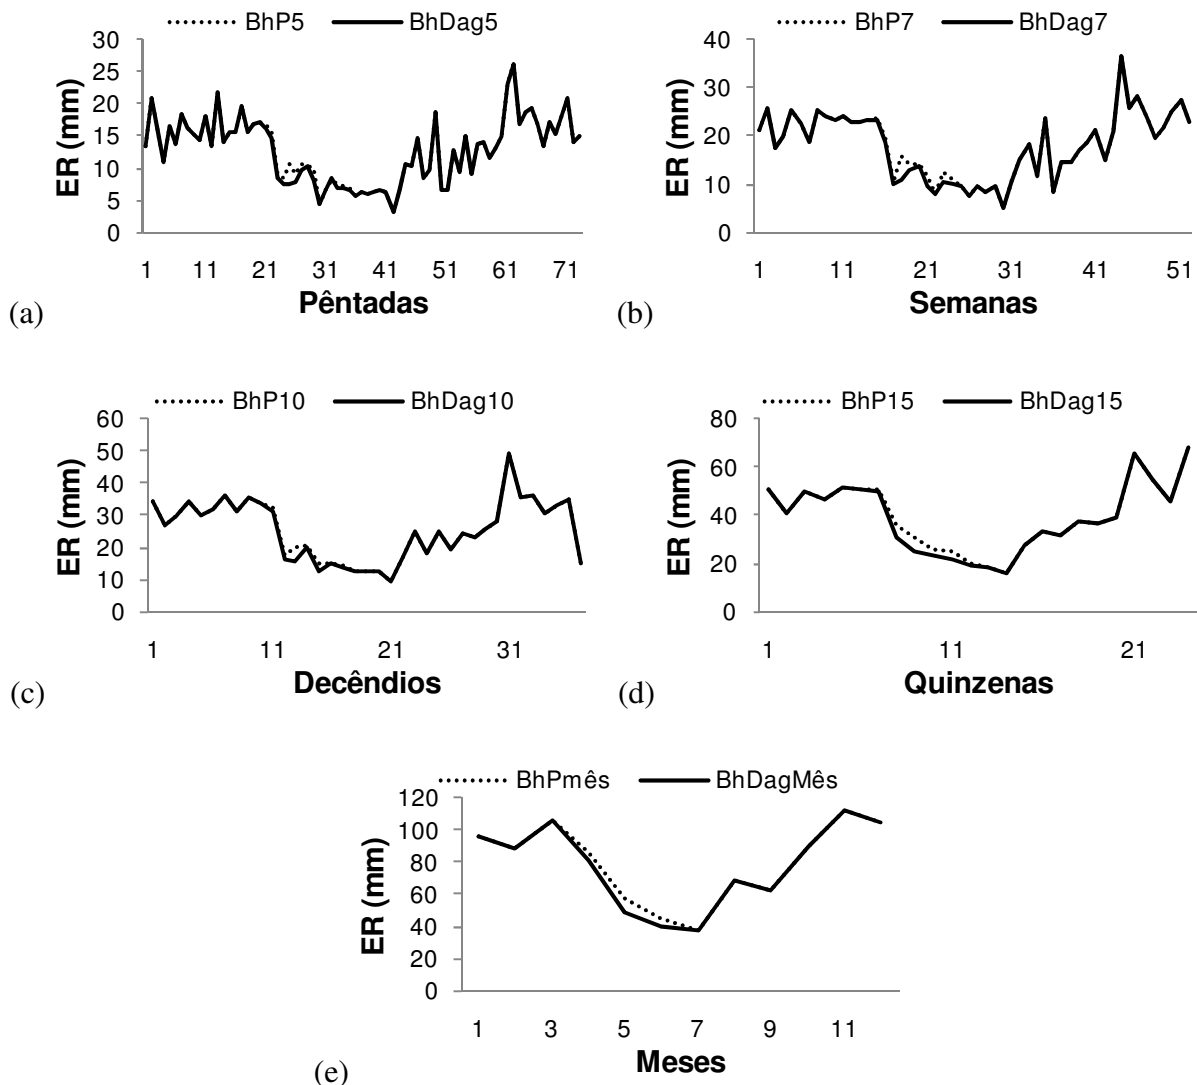 BhP5 BhDag5
30
25
20
15
10
5
0
ER (mm)
1 11 21 31 41 51 61 71
Pêntadas
(a)
BhP7 BhDag7
40
30
20
10
0
ER (mm)
1 11 21 31 41 51
Semanas
(b)
BhP10 BhDag10
60
50
40
30
20
10
0
ER (mm)
1 11 21 31
Decêndios
(c)
BhP15 BhDag15
80
60
40
20
0
ER (mm)
1 11 21
Quinzenas
(d)
BhPmês BhDagMês
120
100
80
60
40
20
0
ER (mm)
1 3 5 7 9 11
Meses
(e)